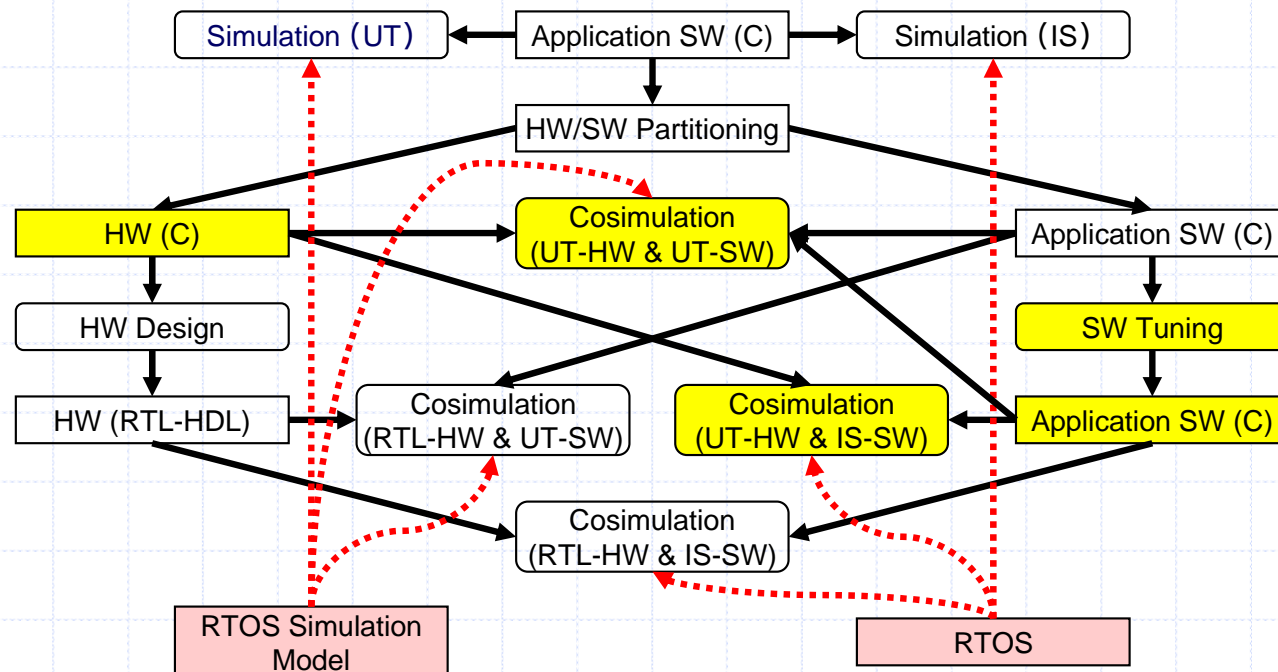 Simulation (UT)
Application SW (C)
Simulation (IS)
HW/SW Partitioning
HW (C)
Cosimulation
(UT-HW & UT-SW)
Application SW (C)
HW Design
SW Tuning
HW (RTL-HDL)
Cosimulation
(RTL-HW & UT-SW)
Cosimulation
(UT-HW & IS-SW)
Application SW (C)
Cosimulation
(RTL-HW & IS-SW)
RTOS Simulation
Model
RTOS